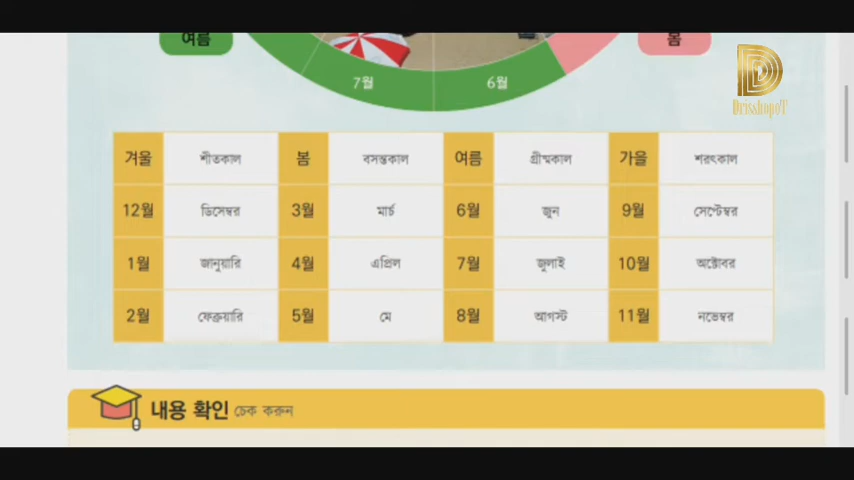 여름
봄
7월
6월
DrisshopoT
겨울 শীতকাল 봄 বসন্তকাল 여름 গ্রীষ্মকাল 가을 শরৎকাল
12월 ডিসেম্বর 3월 মার্চ 6월 জুন 9월 সেপ্টেম্বর
1월 জানুয়ারি 4월 এপ্রিল 7월 জুলাই 10월 অক্টোবর
2월 ফেব্রুয়ারি 5월 মে 8월 আগস্ট 11월 নভেম্বর
내용 확인 চেক করুন